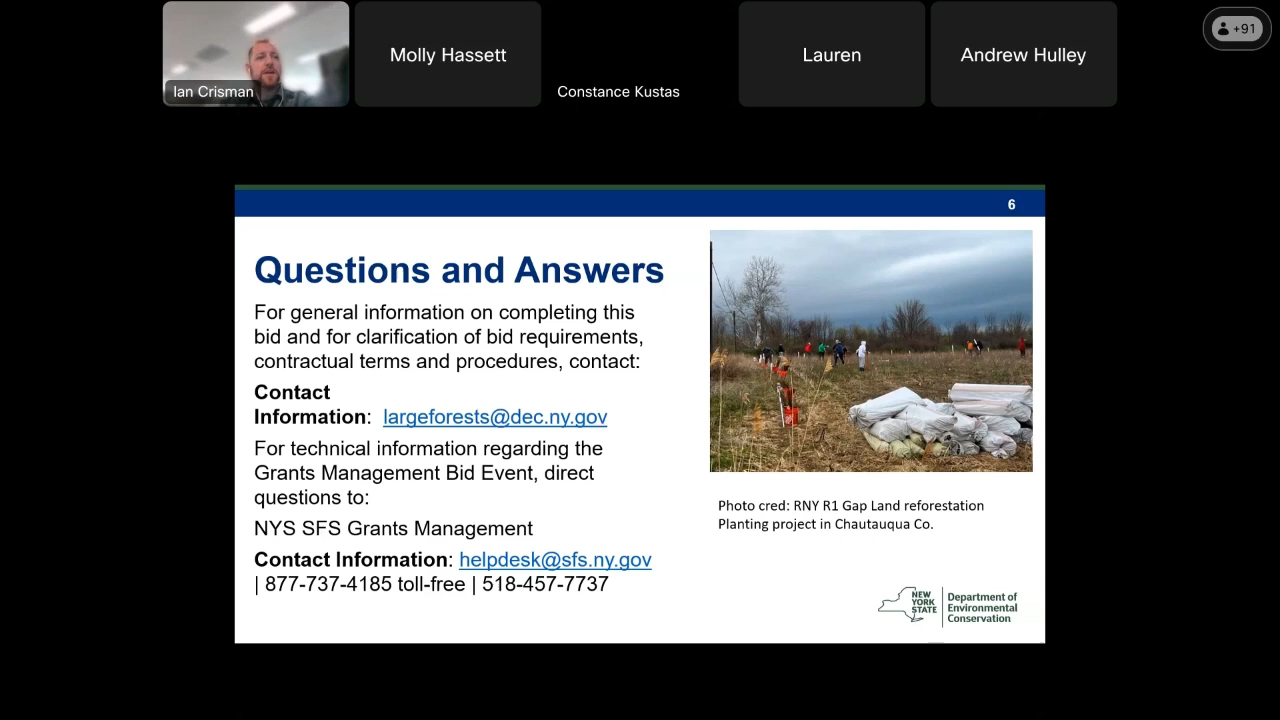 Ian Crisman
Molly Hassett
Constance Kustas
Lauren
Andrew Hulley
+91
6
Questions and Answers
For general information on completing this
bid and for clarification of bid requirements,
contractual terms and procedures, contact:
Contact
Information: largeforests@dec.ny.gov
For technical information regarding the
Grants Management Bid Event, direct
questions to:
NYS SFS Grants Management
Contact Information: helpdesk@sfs.ny.gov
| 877-737-4185 toll-free | 518-457-7737
Photo cred: RNY R1 Gap Land reforestation
Planting project in Chautauqua Co.
NEW
YORK
STATE
Department of
Environmental
Conservation